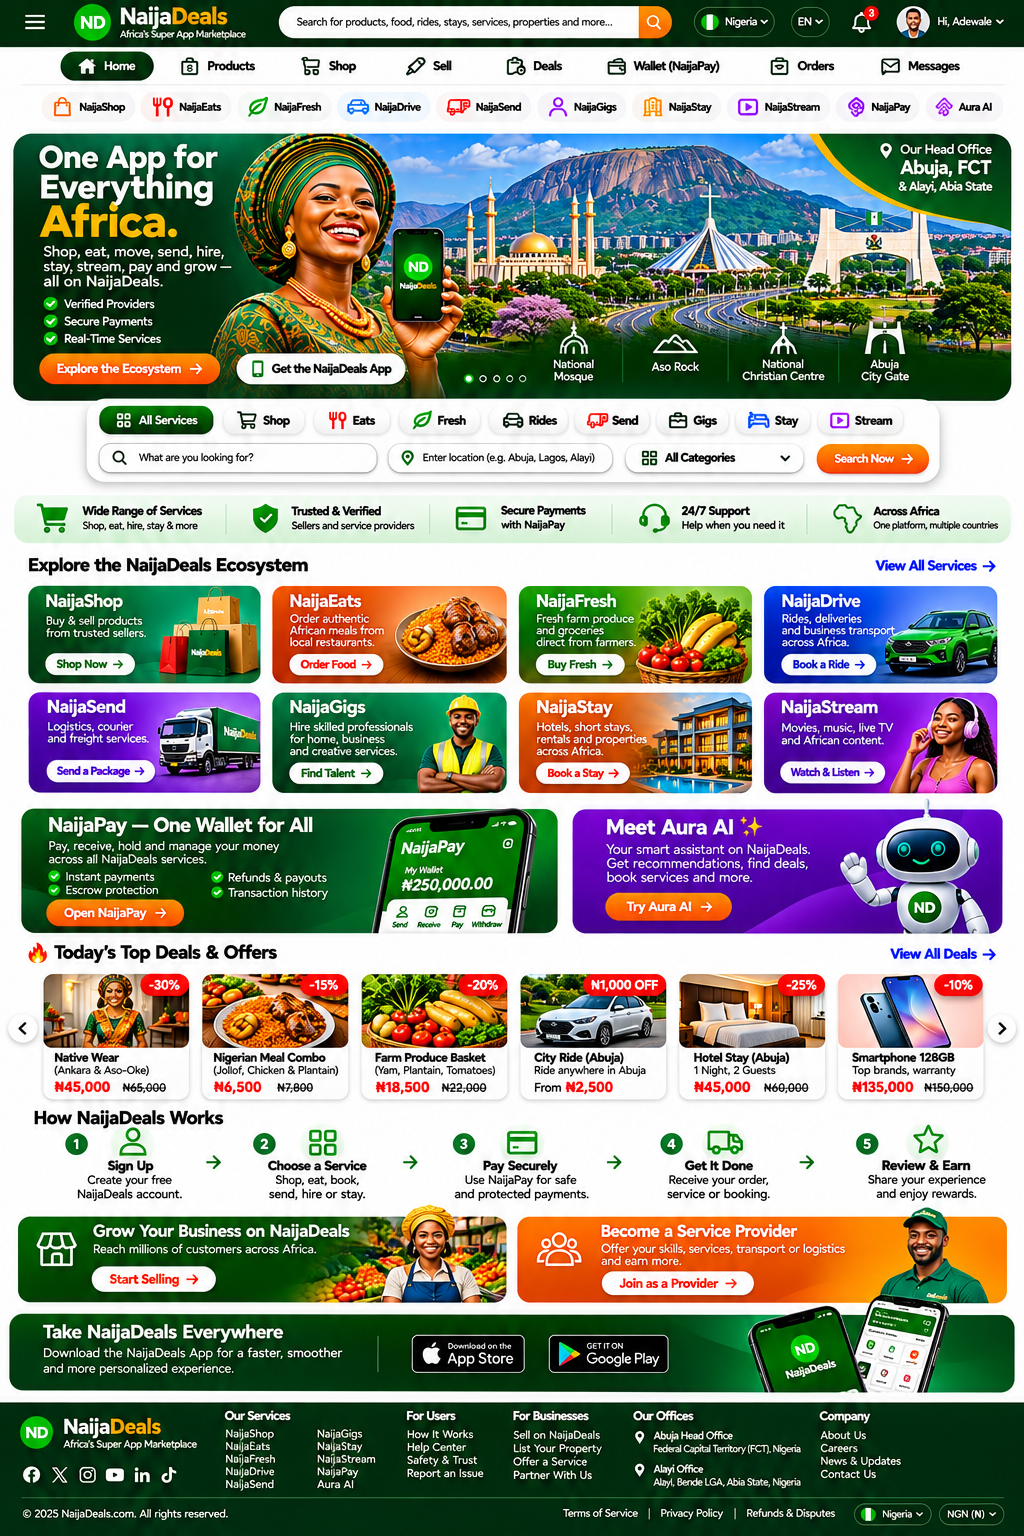 ND NaijaDeals
Africa's Super App Marketplace
Search for products, food, rides, stays, services, properties and more...
Nigeria
EN
3
Hi, Adewale
Home
Products
Shop
Sell
Deals
Wallet (NaijaPay)
Orders
Messages
NaijaShop
NaijaEats
NaijaFresh
NaijaDrive
NaijaSend
NaijaGigs
NaijaStay
NaijaStream
NaijaPay
Aura AI
One App for
Everything
Africa.
Shop, eat, move, send, hire,
stay, stream, pay and grow —
all on NaijaDeals.
Verified Providers
Secure Payments
Real-Time Services
Explore the Ecosystem →
Get the NaijaDeals App
ND
NaijaDeals
Our Head Office
Abuja, FCT
& Alayi, Abia State
National
Mosque
Aso Rock
National
Christian Centre
Abuja
City Gate
All Services
Shop
Eats
Fresh
Rides
Send
Gigs
Stay
Stream
What are you looking for?
Enter location (e.g. Abuja, Lagos, Alayi)
All Categories
Search Now →
Wide Range of Services
Shop, eat, hire, stay & more
Trusted & Verified
Sellers and service providers
Secure Payments
with NaijaPay
24/7 Support
Help when you need it
Across Africa
One platform, multiple countries
Explore the NaijaDeals Ecosystem
View All Services →
NaijaShop
Buy & sell products
from trusted sellers.
Shop Now →
NaijaDeals
NaijaEats
Order authentic
African meals from
local restaurants.
Order Food →
NaijaFresh
Fresh farm produce
and groceries
direct from farmers.
Buy Fresh →
NaijaDrive
Rides, deliveries
and business transport
across Africa.
Book a Ride →
NaijaSend
Logistics, courier
and freight services.
Send a Package →
NaijaDeals
NaijaGigs
Hire skilled professionals
for home, business
and creative services.
Find Talent →
NaijaStay
Hotels, short stays,
rentals and properties
across Africa.
Book a Stay →
NaijaStream
Movies, music, live TV
and African content.
Watch & Listen →
NaijaPay — One Wallet for All
Pay, receive, hold and manage your money
across all NaijaDeals services.
Instant payments
Escrow protection
Refunds & payouts
Transaction history
Open NaijaPay →
NaijaPay
My Wallet
₦250,000.00
Send
Receive
Pay
Withdraw
Meet Aura AI ✨
Your smart assistant on NaijaDeals.
Get recommendations, find deals,
book services and more.
Try Aura AI →
ND
Today's Top Deals & Offers
View All Deals →
-30%
Native Wear
(Ankara & Aso-Oke)
₦45,000 ₦65,000
-15%
Nigerian Meal Combo
(Jollof, Chicken & Plantain)
₦6,500 ₦7,800
-20%
Farm Produce Basket
(Yam, Plantain, Tomatoes)
₦18,500 ₦22,000
₦1,000 OFF
City Ride (Abuja)
Ride anywhere in Abuja
From ₦2,500
-25%
Hotel Stay (Abuja)
1 Night, 2 Guests
₦45,000 ₦60,000
-10%
Smartphone 128GB
Top brands, warranty
₦135,000 ₦150,000
How NaijaDeals Works
1
Sign Up
Create your free
NaijaDeals account.
2
Choose a Service
Shop, eat, book,
send, hire or stay.
3
Pay Securely
Use NaijaPay for safe
and protected payments.
4
Get It Done
Receive your order,
service or booking.
5
Review & Earn
Share your experience
and enjoy rewards.
Grow Your Business on NaijaDeals
Reach millions of customers across Africa.
Start Selling →
Become a Service Provider
Offer your skills, services, transport or logistics
and earn more.
Join as a Provider →
Take NaijaDeals Everywhere
Download the NaijaDeals App for a faster, smoother
and more personalized experience.
Download on the
App Store
GET IT ON
Google Play
ND
NaijaDeals
ND NaijaDeals
Africa's Super App Marketplace
Our Services
NaijaShop
NaijaEats
NaijaFresh
NaijaDrive
NaijaSend
NaijaGigs
NaijaStay
NaijaStream
NaijaPay
Aura AI
For Users
How It Works
Help Center
Safety & Trust
Report an Issue
For Businesses
Sell on NaijaDeals
List Your Property
Offer a Service
Partner With Us
Our Offices
Abuja Head Office
Federal Capital Territory (FCT), Nigeria
Alayi Office
Alayi, Bende LGA, Abia State, Nigeria
Company
About Us
Careers
News & Updates
Contact Us
© 2025 NaijaDeals.com. All rights reserved.
Terms of Service | Privacy Policy | Refunds & Disputes
Nigeria
NGN (₦)